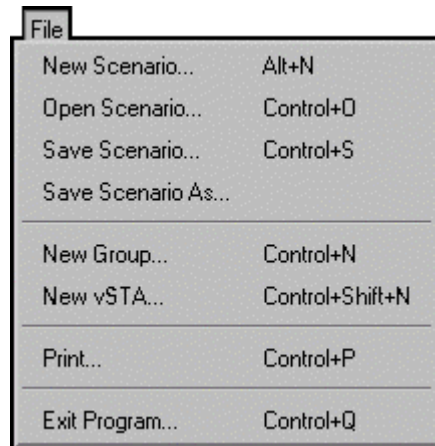 File
New Scenario... Alt+N
Open Scenario... Control+O
Save Scenario... Control+S
Save Scenario As...
New Group... Control+N
New vSTA... Control+Shift+N
Print... Control+P
Exit Program... Control+Q